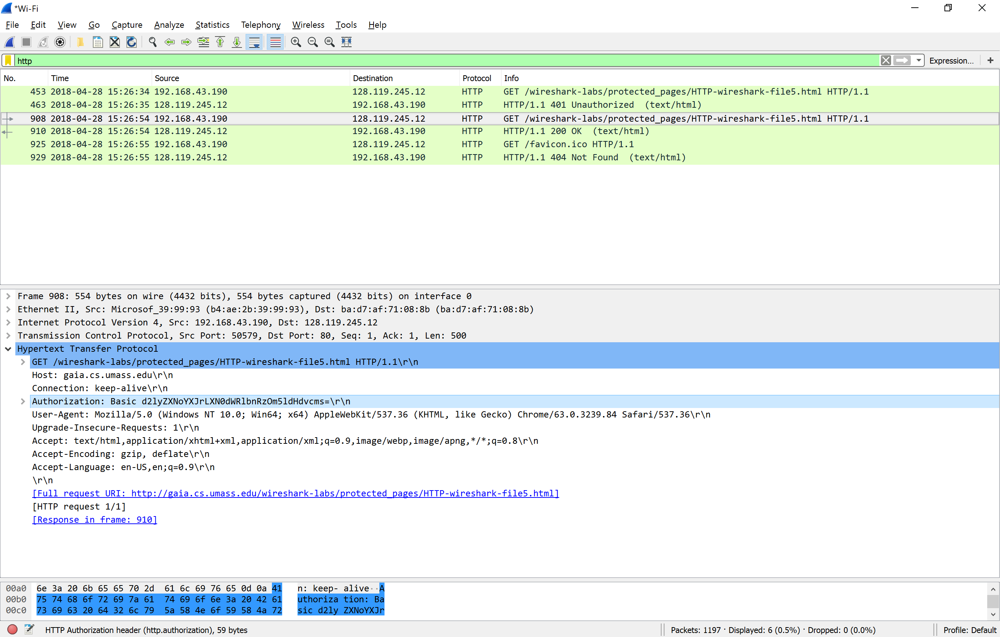 *Wi-Fi
File Edit View Go Capture Analyze Statistics Telephony Wireless Tools Help
http Expression... +
No. Time Source Destination Protocol Info
453 2018-04-28 15:26:34 192.168.43.190 128.119.245.12 HTTP GET /wireshark-labs/protected_pages/HTTP-wireshark-file5.html HTTP/1.1
463 2018-04-28 15:26:35 128.119.245.12 192.168.43.190 HTTP HTTP/1.1 401 Unauthorized (text/html)
908 2018-04-28 15:26:54 192.168.43.190 128.119.245.12 HTTP GET /wireshark-labs/protected_pages/HTTP-wireshark-file5.html HTTP/1.1
910 2018-04-28 15:26:54 128.119.245.12 192.168.43.190 HTTP HTTP/1.1 200 OK (text/html)
925 2018-04-28 15:26:55 192.168.43.190 128.119.245.12 HTTP GET /favicon.ico HTTP/1.1
929 2018-04-28 15:26:55 128.119.245.12 192.168.43.190 HTTP HTTP/1.1 404 Not Found (text/html)
Frame 908: 554 bytes on wire (4432 bits), 554 bytes captured (4432 bits) on interface 0
Ethernet II, Src: Microsof_39:99:93 (b4:ae:2b:39:99:93), Dst: ba:d7:af:71:08:8b (ba:d7:af:71:08:8b)
Internet Protocol Version 4, Src: 192.168.43.190, Dst: 128.119.245.12
Transmission Control Protocol, Src Port: 50579, Dst Port: 80, Seq: 1, Ack: 1, Len: 500
Hypertext Transfer Protocol
GET /wireshark-labs/protected_pages/HTTP-wireshark-file5.html HTTP/1.1\r\n
Host: gaia.cs.umass.edu\r\n
Connection: keep-alive\r\n
Authorization: Basic d2lyZXNoYXJrLXN0dWRlbnRzOm5ldHdvcms=\r\n
User-Agent: Mozilla/5.0 (Windows NT 10.0; Win64; x64) AppleWebKit/537.36 (KHTML, like Gecko) Chrome/63.0.3239.84 Safari/537.36\r\n
Upgrade-Insecure-Requests: 1\r\n
Accept: text/html,application/xhtml+xml,application/xml;q=0.9,image/webp,image/apng,*/*;q=0.8\r\n
Accept-Encoding: gzip, deflate\r\n
Accept-Language: en-US,en;q=0.9\r\n
\r\n
[Full request URI: http://gaia.cs.umass.edu/wireshark-labs/protected_pages/HTTP-wireshark-file5.html]
[HTTP request 1/1]
[Response in frame: 910]
00a0 6e 3a 20 6b 65 65 70 2d 61 6c 69 76 65 0d 0a 41 n: keep- alive··A
00b0 75 74 68 6f 72 69 7a 61 74 69 6f 6e 3a 20 42 61 uthoriza tion: Ba
00c0 73 69 63 20 64 32 6c 79 5a 58 4e 6f 59 58 4a 72 sic d2ly ZXNoYXJr
HTTP Authorization header (http.authorization), 59 bytes Packets: 1197 · Displayed: 6 (0.5%) · Dropped: 0 (0.0%) Profile: Default